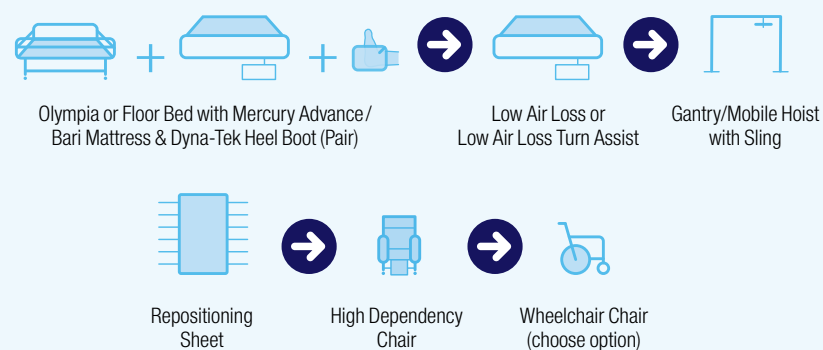 Olympia or Floor Bed with Mercury Advance/
Bari Mattress & Dyna-Tek Heel Boot (Pair)
Low Air Loss or
Low Air Loss Turn Assist
Gantry/Mobile Hoist
with Sling
Repositioning
Sheet
High Dependency
Chair
Wheelchair Chair
(choose option)